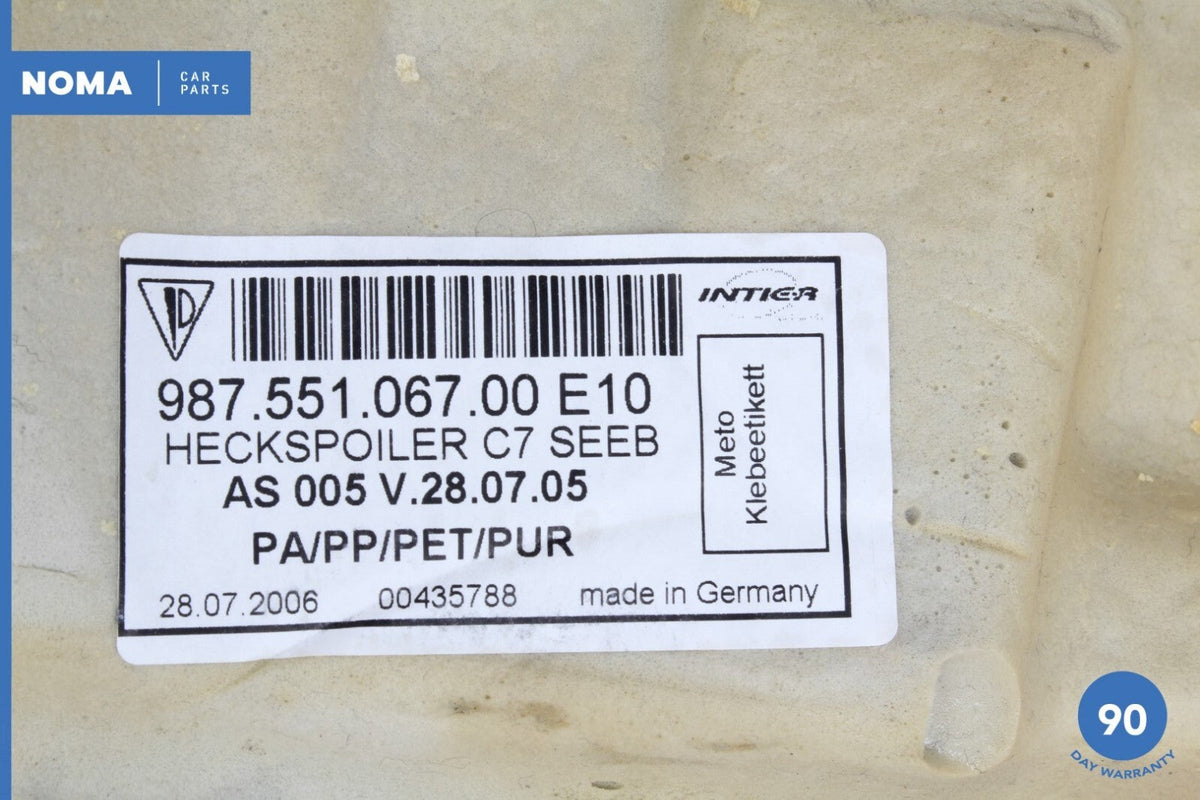 NOMA
CAR
PARTS
INTIER
987.551.067.00 E10
HECKSPOILER C7 SEEB
AS 005 V.28.07.05
PA/PP/PET/PUR
28.07.2006 00435788 made in Germany
Meto
Klebeetikett
90
DAY WARRANTY